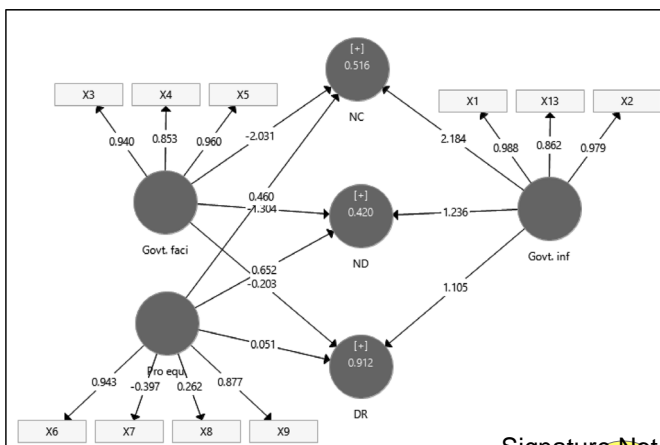 [+]
0.516
NC
X3
X4
X5
X1
X13
X2
0.940
0.853
0.960
-2.031
2.184
0.988
0.862
0.979
0.460
-1.304
[+]
0.420
ND
1.236
Govt. faci
Govt. inf
0.652
-0.203
1.105
0.051
[+]
0.912
DR
Pro equ
0.943
-0.397
0.262
0.877
X6
X7
X8
X9
Signature Not